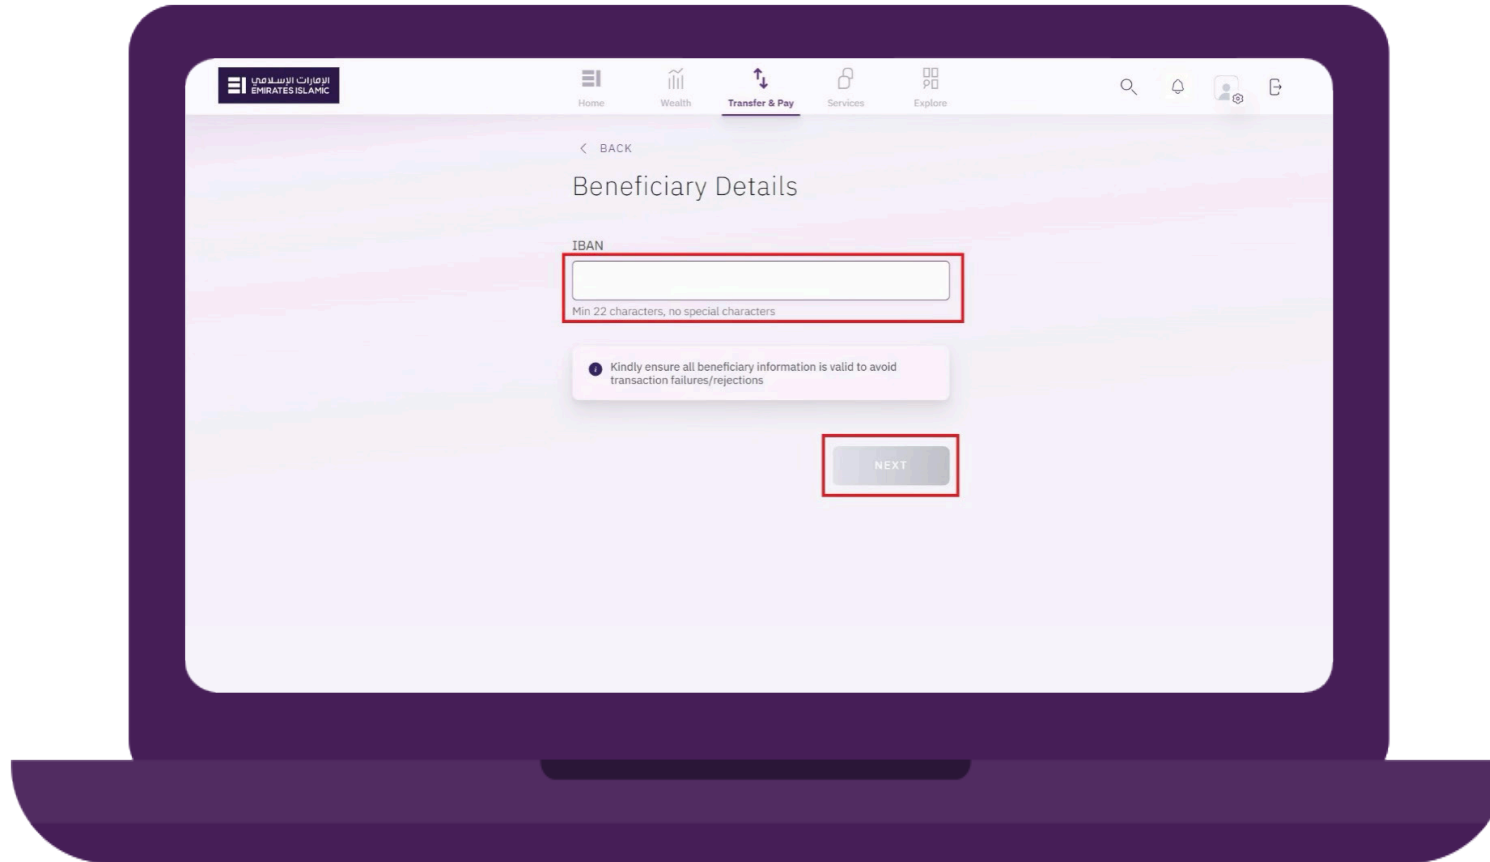 الإمارات الإسلامي
EMIRATES ISLAMIC
Home
Wealth
Transfer & Pay
Services
Explore
BACK
Beneficiary Details
IBAN
Min 22 characters, no special characters
Kindly ensure all beneficiary information is valid to avoid
transaction failures/rejections
NEXT